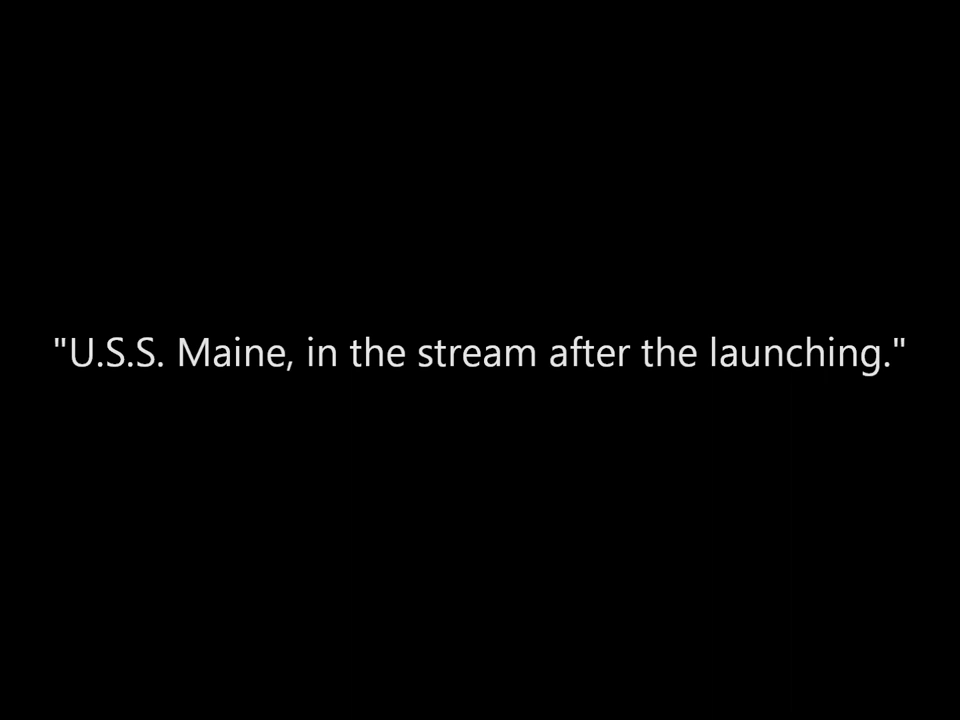 "U.S.S. Maine, in the stream after the launching."